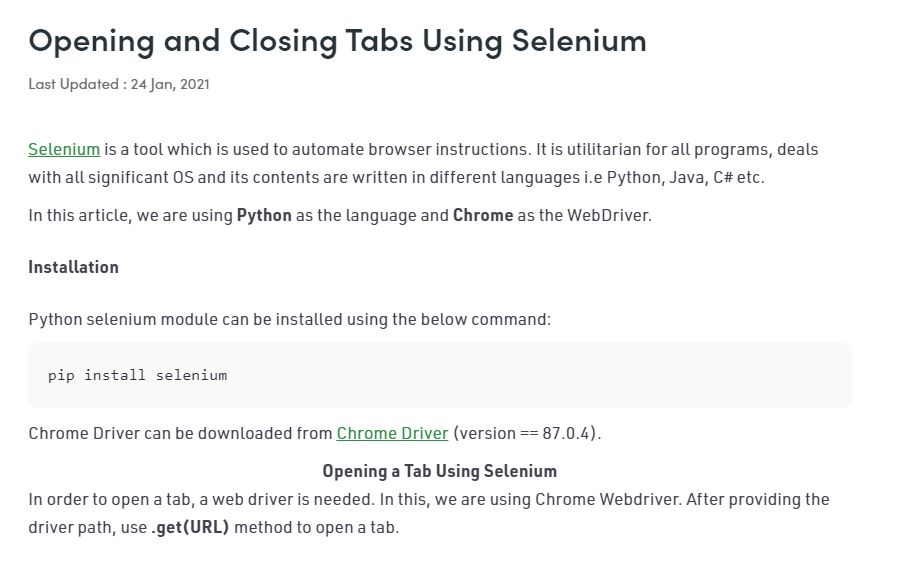 Opening and Closing Tabs Using Selenium
Last Updated : 24 Jan, 2021
Selenium is a tool which is used to automate browser instructions. It is utilitarian for all programs, deals
with all significant OS and its contents are written in different languages i.e Python, Java, C# etc.
In this article, we are using Python as the language and Chrome as the WebDriver.
Installation
Python selenium module can be installed using the below command:
pip install selenium
Chrome Driver can be downloaded from Chrome Driver (version == 87.0.4).
Opening a Tab Using Selenium
In order to open a tab, a web driver is needed. In this, we are using Chrome Webdriver. After providing the
driver path, use .get(URL) method to open a tab.